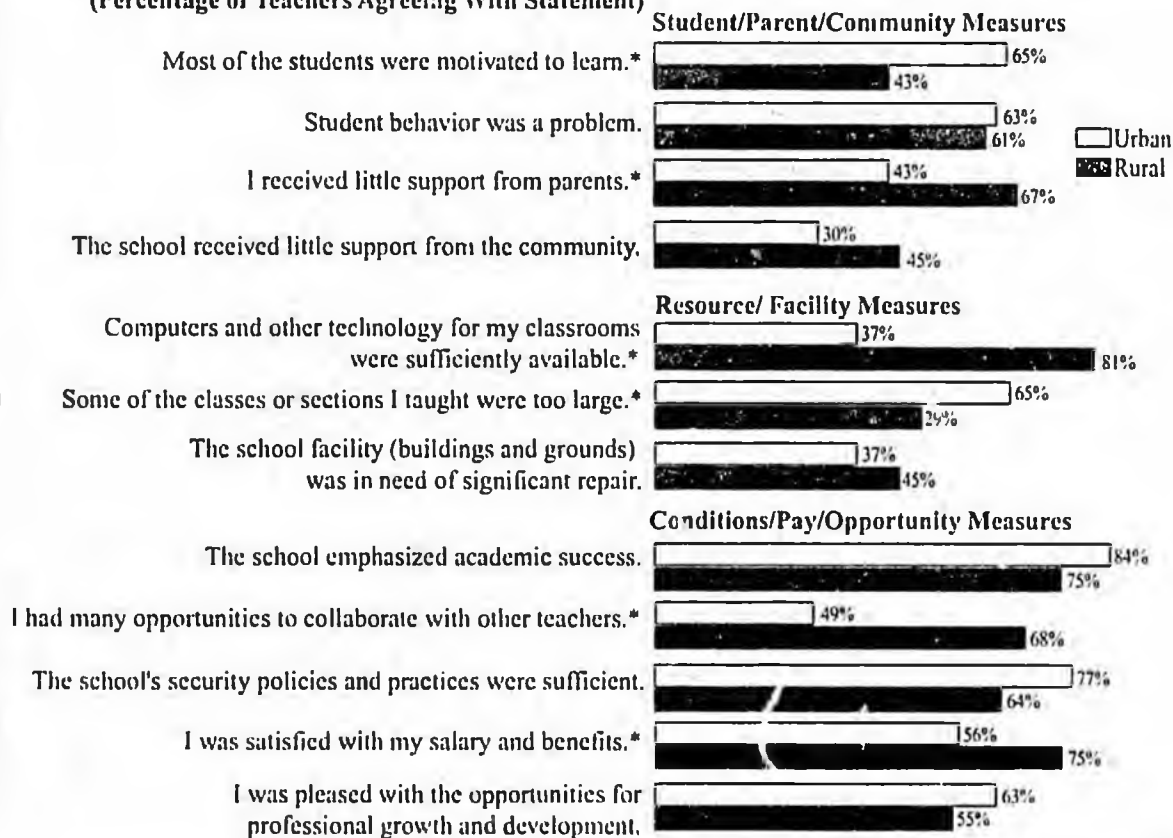 (Percentage of Teachers Agreeing With Statement)
Student/Parent/Community Measures
Most of the students were motivated to learn.*
65%
43%
Student behavior was a problem.
63%
61%
Urban
Rural
I received little support from parents.*
43%
67%
The school received little support from the community.
30%
45%
Resource/ Facility Measures
Computers and other technology for my classrooms
were sufficiently available.*
37%
81%
Some of the classes or sections I taught were too large.*
65%
29%
The school facility (buildings and grounds)
was in need of significant repair.
37%
45%
Conditions/Pay/Opportunity Measures
The school emphasized academic success.
84%
75%
I had many opportunities to collaborate with other teachers.*
49%
68%
The school's security policies and practices were sufficient.
77%
64%
I was satisfied with my salary and benefits.*
56%
75%
I was pleased with the opportunities for
professional growth and development.
63%
55%